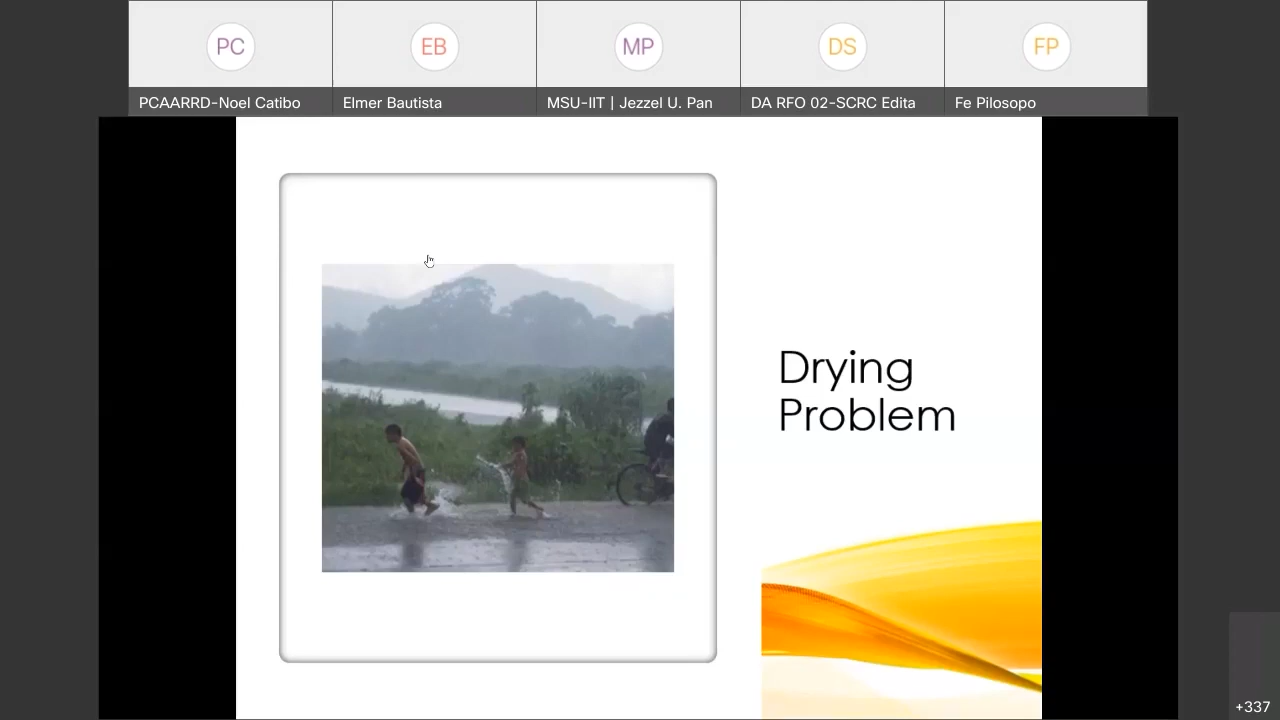 PC
EB
MP
DS
FP
PCAARRD-Noel Catibo
Elmer Bautista
MSU-IIT | Jezzel U. Pan
DA RFO 02-SCRC Edita
Fe Pilosopo
Drying
Problem
+337